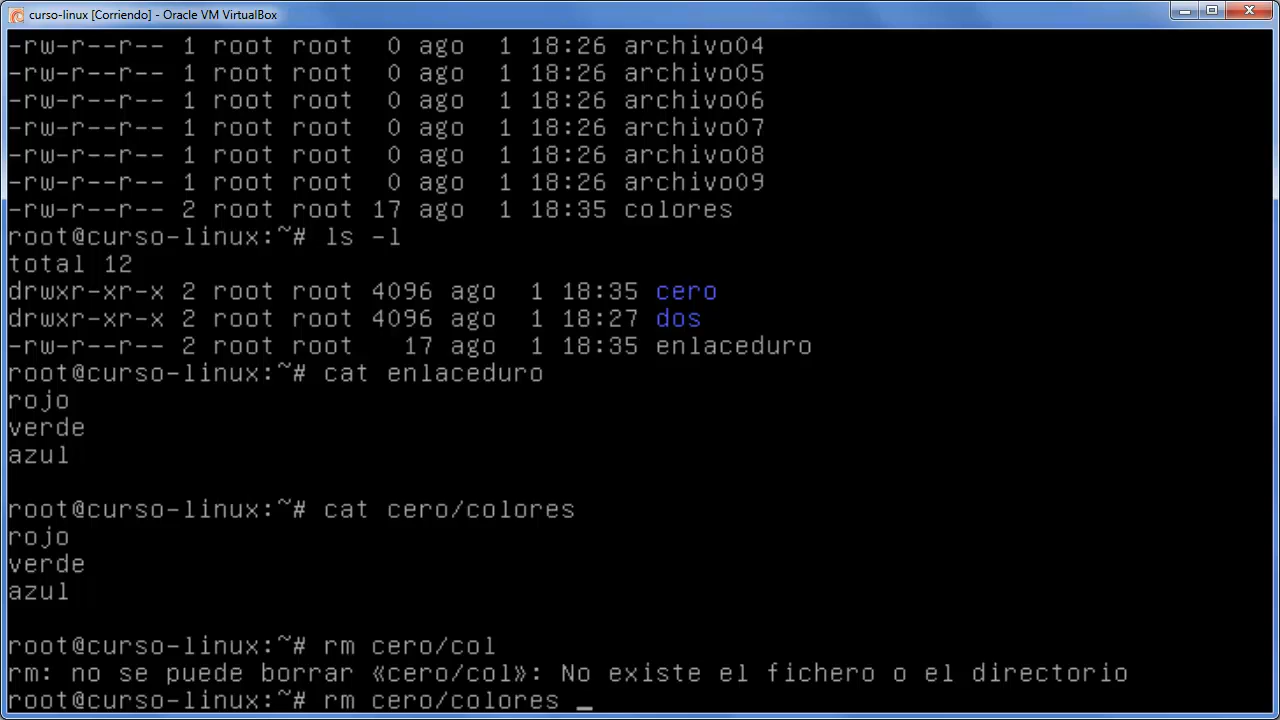 curso-linux [Corriendo] - Oracle VM VirtualBox
-rw-r--r-- 1 root root  0 ago  1 18:26 archivo04
-rw-r--r-- 1 root root  0 ago  1 18:26 archivo05
-rw-r--r-- 1 root root  0 ago  1 18:26 archivo06
-rw-r--r-- 1 root root  0 ago  1 18:26 archivo07
-rw-r--r-- 1 root root  0 ago  1 18:26 archivo08
-rw-r--r-- 1 root root  0 ago  1 18:26 archivo09
-rw-r--r-- 2 root root 17 ago  1 18:35 colores
root@curso-linux:~# ls -l
total 12
drwxr-xr-x 2 root root 4096 ago  1 18:35 cero
drwxr-xr-x 2 root root 4096 ago  1 18:27 dos
-rw-r--r-- 2 root root   17 ago  1 18:35 enlaceduro
root@curso-linux:~# cat enlaceduro
rojo
verde
azul
root@curso-linux:~# cat cero/colores
rojo
verde
azul
root@curso-linux:~# rm cero/col
rm: no se puede borrar «cero/col»: No existe el fichero o el directorio
root@curso-linux:~# rm cero/colores _